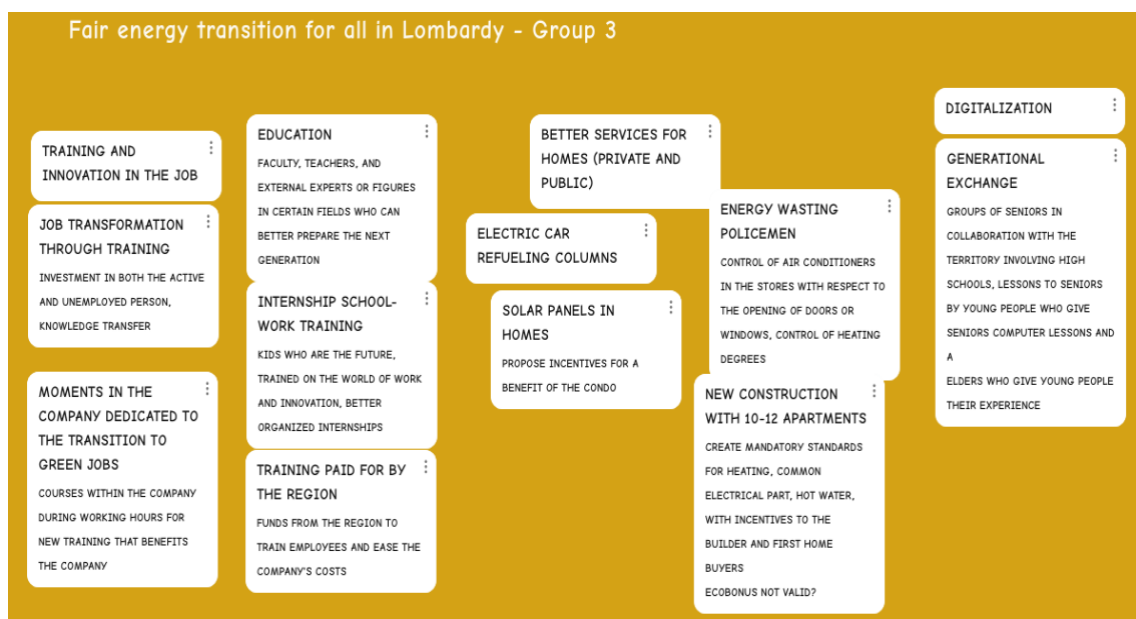 Fair energy transition for all in Lombardy - Group 3
TRAINING AND
INNOVATION IN THE JOB
JOB TRANSFORMATION
THROUGH TRAINING
INVESTMENT IN BOTH THE ACTIVE
AND UNEMPLOYED PERSON,
KNOWLEDGE TRANSFER
MOMENTS IN THE
COMPANY DEDICATED TO
THE TRANSITION TO
GREEN JOBS
COURSES WITHIN THE COMPANY
DURING WORKING HOURS FOR
NEW TRAINING THAT BENEFITS
THE COMPANY
EDUCATION
FACULTY, TEACHERS, AND
EXTERNAL EXPERTS OR FIGURES
IN CERTAIN FIELDS WHO CAN
BETTER PREPARE THE NEXT
GENERATION
INTERNSHIP SCHOOL-
WORK TRAINING
KIDS WHO ARE THE FUTURE,
TRAINED ON THE WORLD OF WORK
AND INNOVATION, BETTER
ORGANIZED INTERNSHIPS
TRAINING PAID FOR BY
THE REGION
FUNDS FROM THE REGION TO
TRAIN EMPLOYEES AND EASE THE
COMPANY'S COSTS
BETTER SERVICES FOR
HOMES (PRIVATE AND
PUBLIC)
ELECTRIC CAR
REFUELING COLUMNS
SOLAR PANELS IN
HOMES
PROPOSE INCENTIVES FOR A
BENEFIT OF THE CONDO
ENERGY WASTING
POLICEMEN
CONTROL OF AIR CONDITIONERS
IN THE STORES WITH RESPECT TO
THE OPENING OF DOORS OR
WINDOWS, CONTROL OF HEATING
DEGREES
NEW CONSTRUCTION
WITH 10-12 APARTMENTS
CREATE MANDATORY STANDARDS
FOR HEATING, COMMON
ELECTRICAL PART, HOT WATER,
WITH INCENTIVES TO THE
BUILDER AND FIRST HOME
BUYERS
ECOBONUS NOT VALID?
DIGITALIZATION
GENERATIONAL
EXCHANGE
GROUPS OF SENIORS IN
COLLABORATION WITH THE
TERRITORY INVOLVING HIGH
SCHOOLS, LESSONS TO SENIORS
BY YOUNG PEOPLE WHO GIVE
SENIORS COMPUTER LESSONS AND
A
ELDERS WHO GIVE YOUNG PEOPLE
THEIR EXPERIENCE